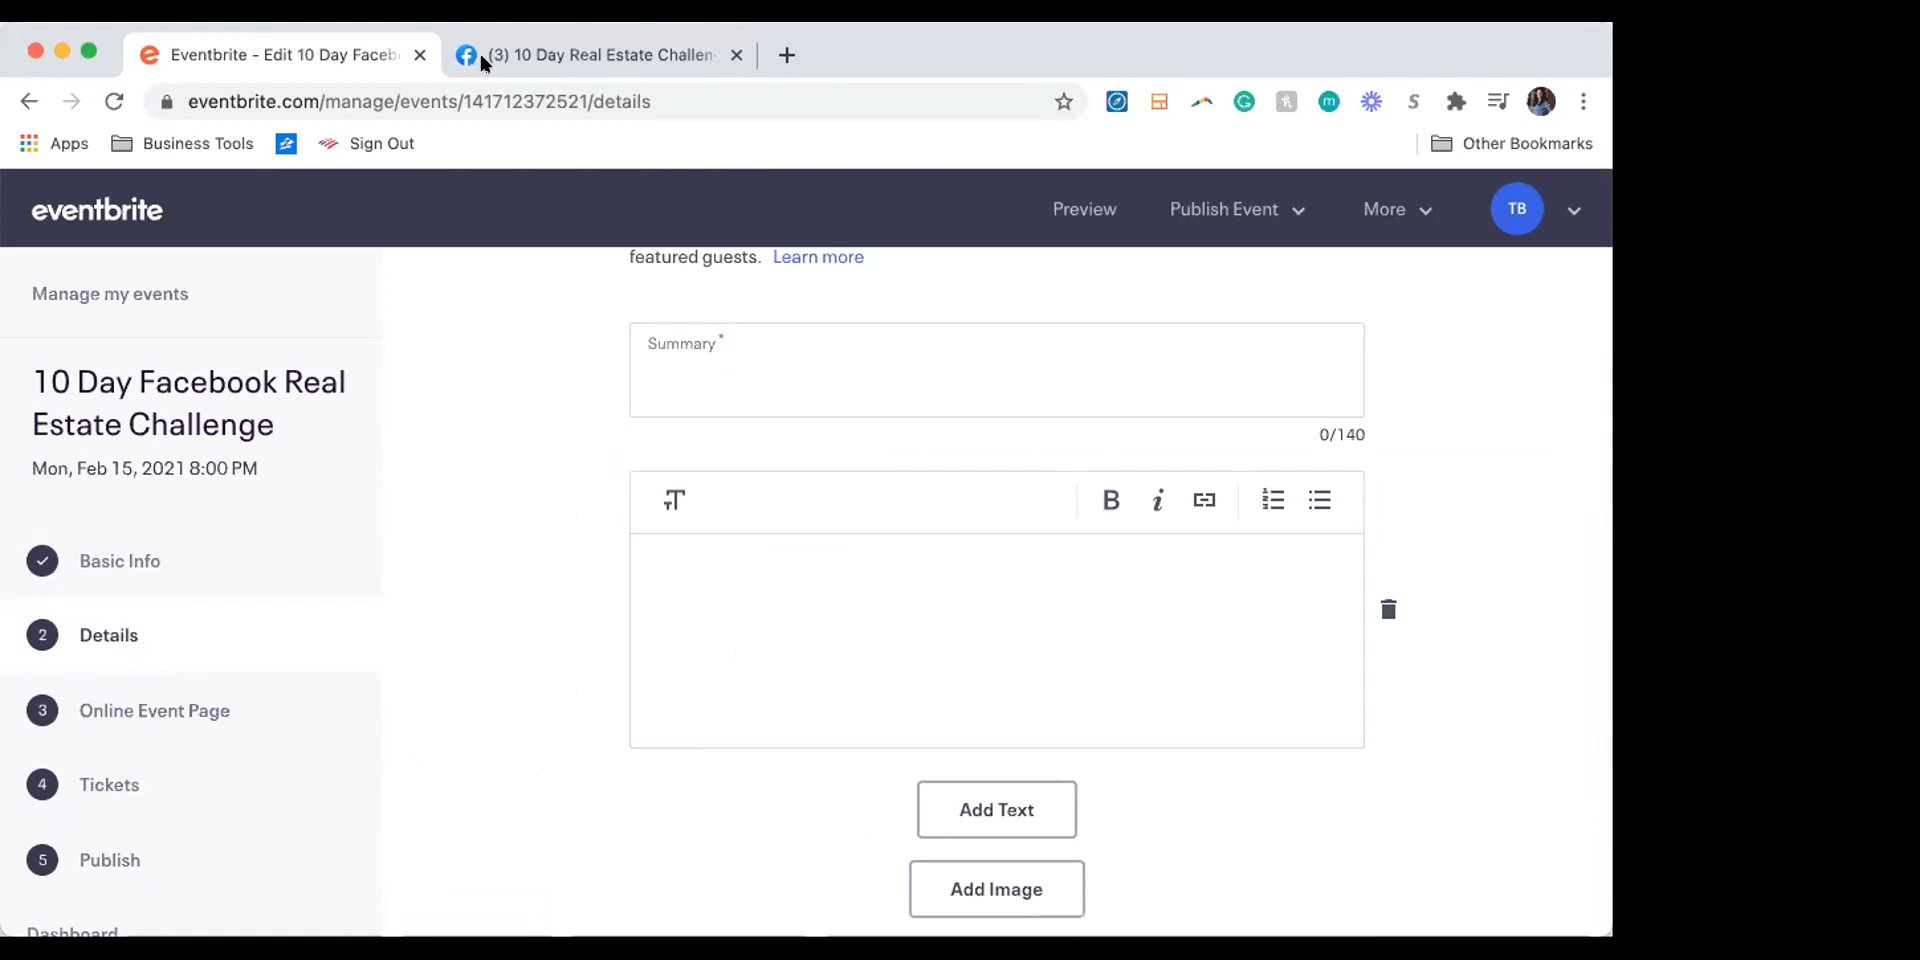 Eventbrite - Edit 10 Day Faceb
(3) 10 Day Real Estate Challen
eventbrite.com/manage/events/141712372521/details
Apps
Business Tools
Sign Out
Other Bookmarks
eventbrite
Preview
Publish Event
More
TB
featured guests. Learn more
Manage my events
Summary *
0/140
10 Day Facebook Real
Estate Challenge
Mon, Feb 15, 2021 8:00 PM
B i
Basic Info
2 Details
3 Online Event Page
4 Tickets
5 Publish
Dashboard
Add Text
Add Image